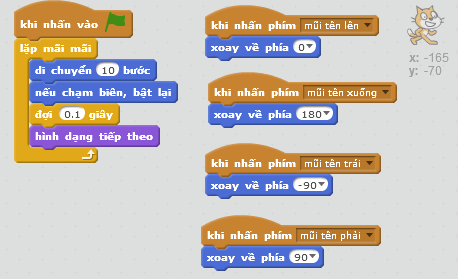 khi nhấn vào
lặp mãi mãi
di chuyển 10 bước
nếu chạm biên, bật lại
đợi 0.1 giây
hình dạng tiếp theo
khi nhấn phím mũi tên lên
xoay về phía 0
khi nhấn phím mũi tên xuống
xoay về phía 180
khi nhấn phím mũi tên trái
xoay về phía -90
khi nhấn phím mũi tên phải
xoay về phía 90
x: -165
y: -70